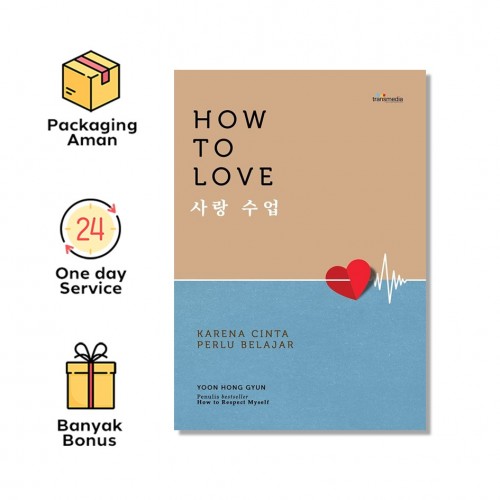 Packaging
Aman
24
One day
Service
Banyak
Bonus
transmedia
HOW
TO
LOVE
사랑 수업
KARENA CINTA
PERLU BELAJAR
YOON HONG GYUN
Penulis bestseller
How to Respect Myself